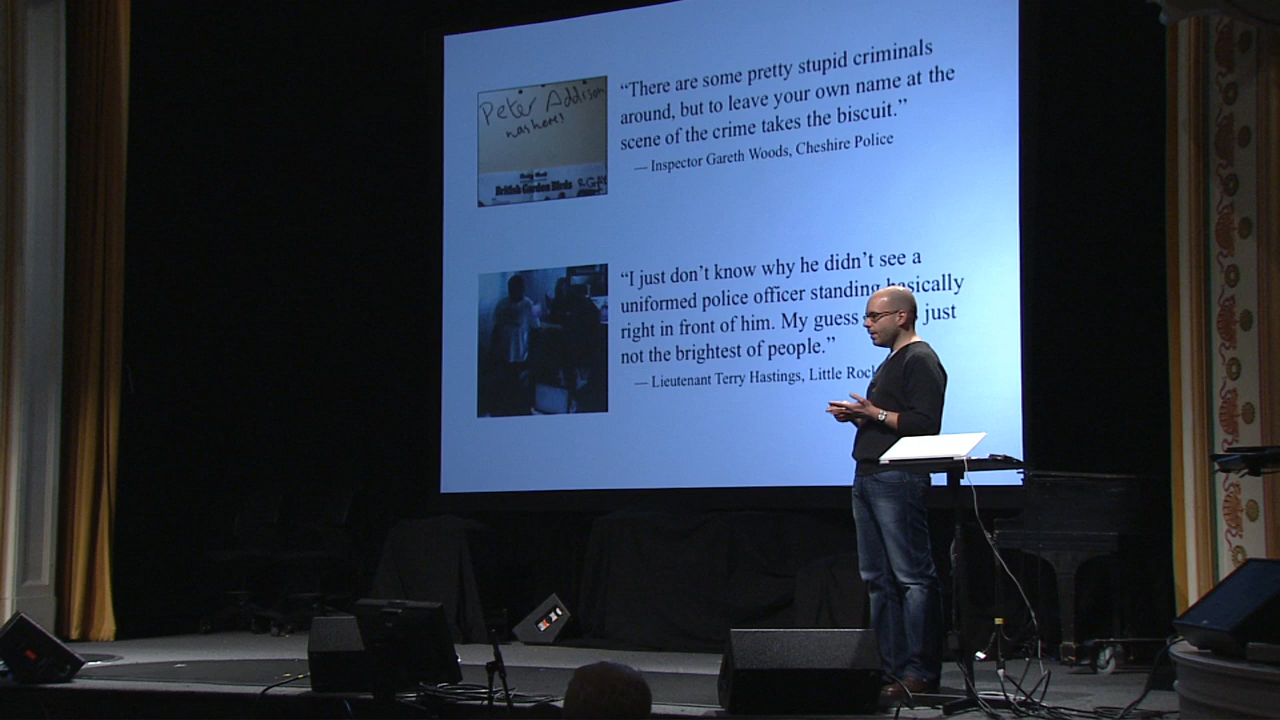 Peter Addison
was here!
British Garden Birds
“There are some pretty stupid criminals
around, but to leave your own name at the
scene of the crime takes the biscuit.”
— Inspector Gareth Woods, Cheshire Police
“I just don’t know why he didn’t see a
uniformed police officer standing basically
right in front of him. My guess just
not the brightest of people.”
— Lieutenant Terry Hastings, Little